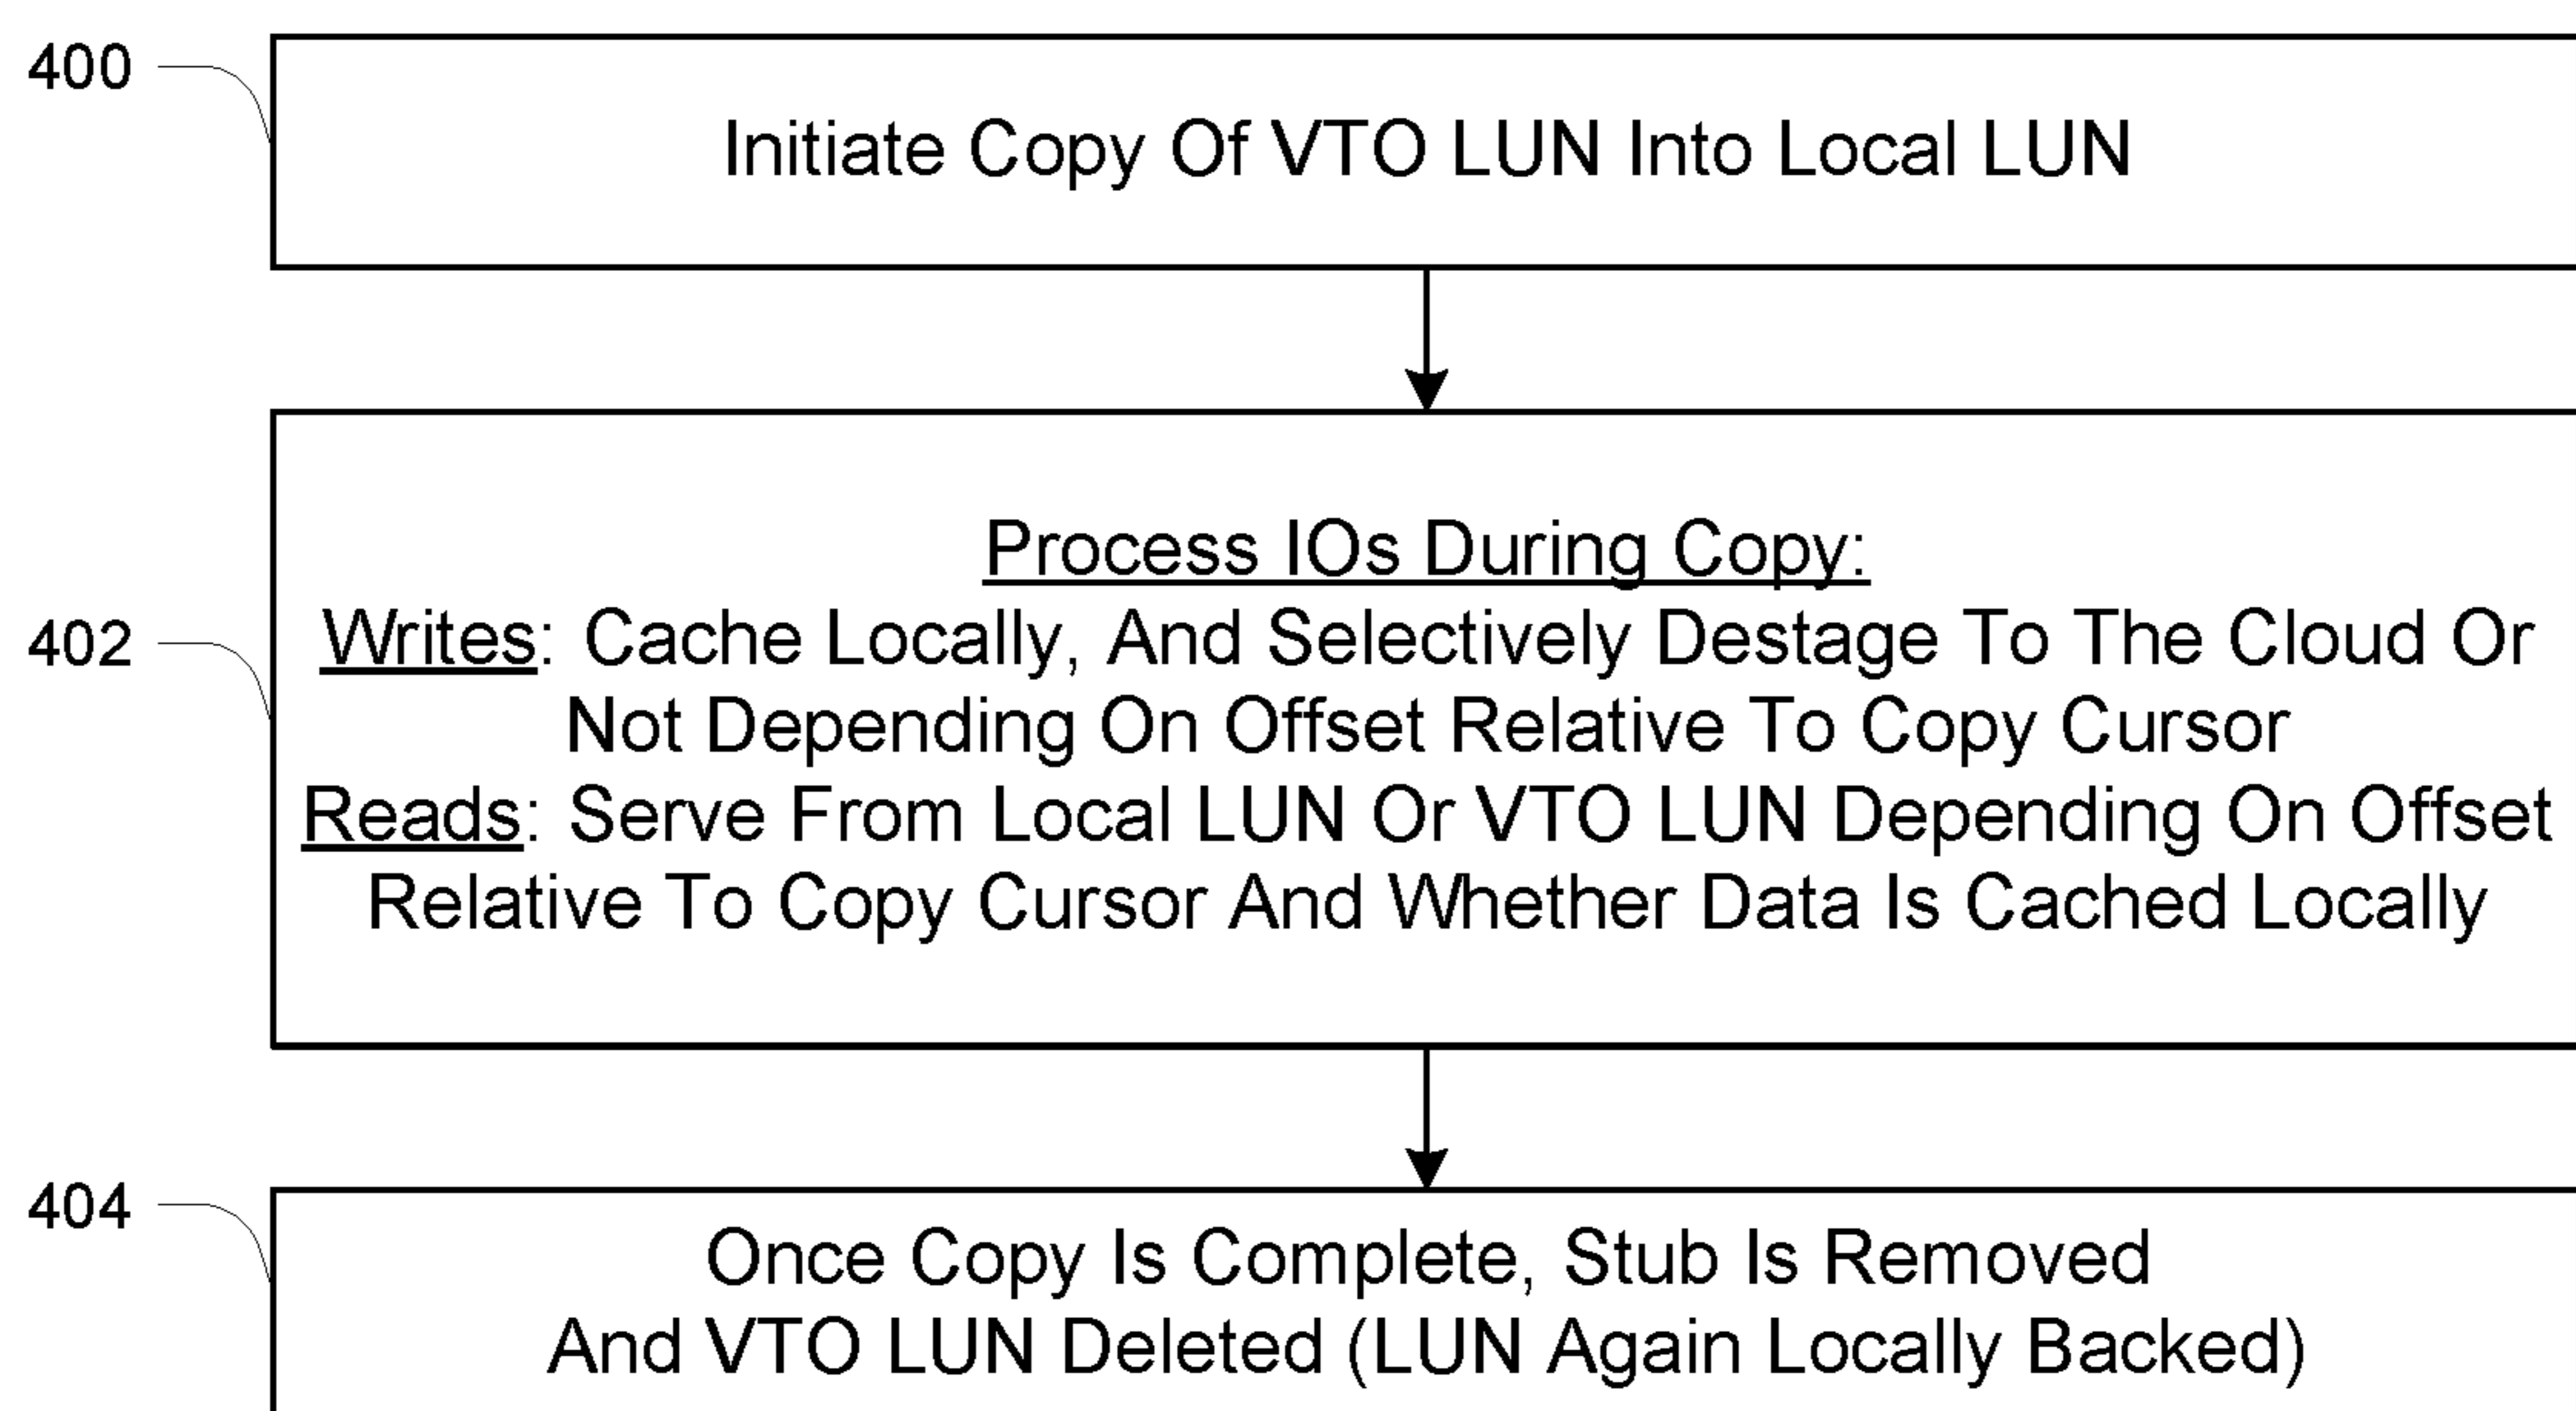 400
Initiate Copy Of VTO LUN Into Local LUN
402
Process IOs During Copy:
Writes: Cache Locally, And Selectively Destage To The Cloud Or
Not Depending On Offset Relative To Copy Cursor
Reads: Serve From Local LUN Or VTO LUN Depending On Offset
Relative To Copy Cursor And Whether Data Is Cached Locally
404
Once Copy Is Complete, Stub Is Removed
And VTO LUN Deleted (LUN Again Locally Backed)